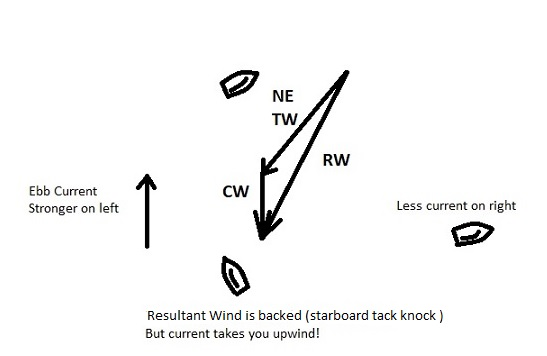 NE
TW
RW
CW
Ebb Current
Stronger on left
Less current on right
Resultant Wind is backed (starboard tack knock )
But current takes you upwind!